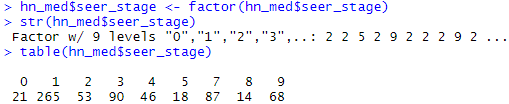 > hn_med$seer_stage <- factor(hn_med$seer_stage)
> str(hn_med$seer_stage)
 Factor w/ 9 levels "0","1","2","3",..: 2 2 5 2 9 2 2 2 9 2 ...
> table(hn_med$seer_stage)
  0   1   2   3   4   5   7   8   9
 21 265  53  90  46  18  87  14  68